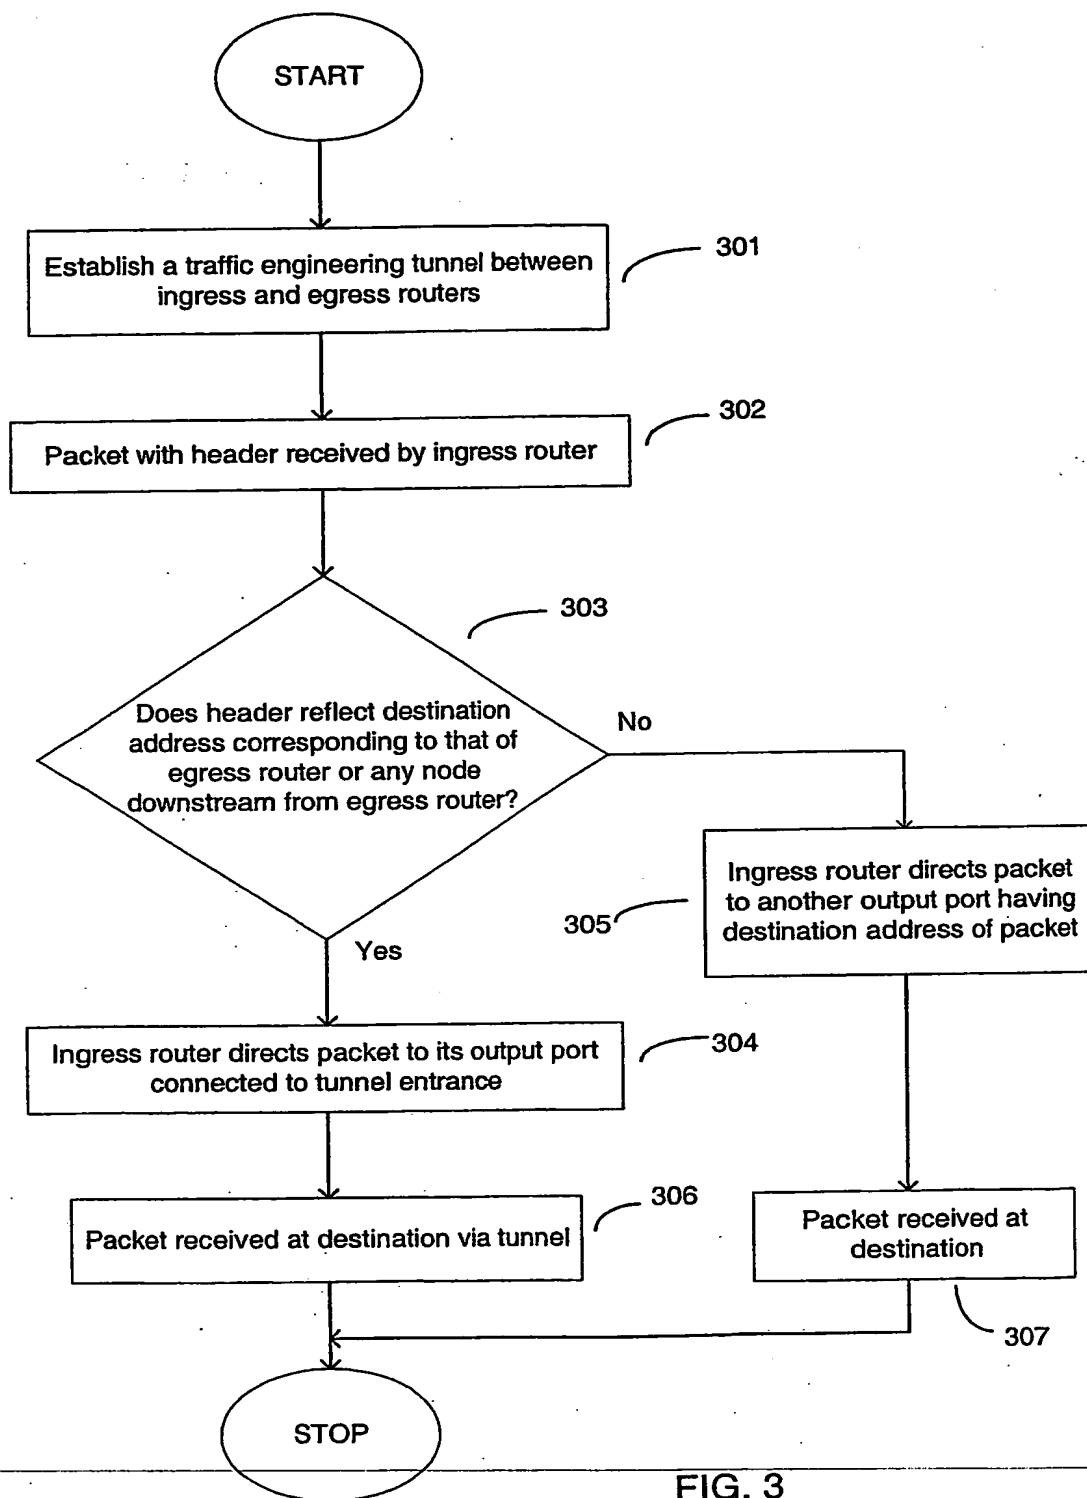 START
Establish a traffic engineering tunnel between
ingress and egress routers
301
Packet with header received by ingress router
302
303
Does header reflect destination
address corresponding to that of
egress router or any node
downstream from egress router?
No
Yes
Ingress router directs packet
to another output port having
destination address of packet
305
Ingress router directs packet to its output port
connected to tunnel entrance
304
Packet received at destination via tunnel
306
Packet received at
destination
307
STOP
FIG. 3